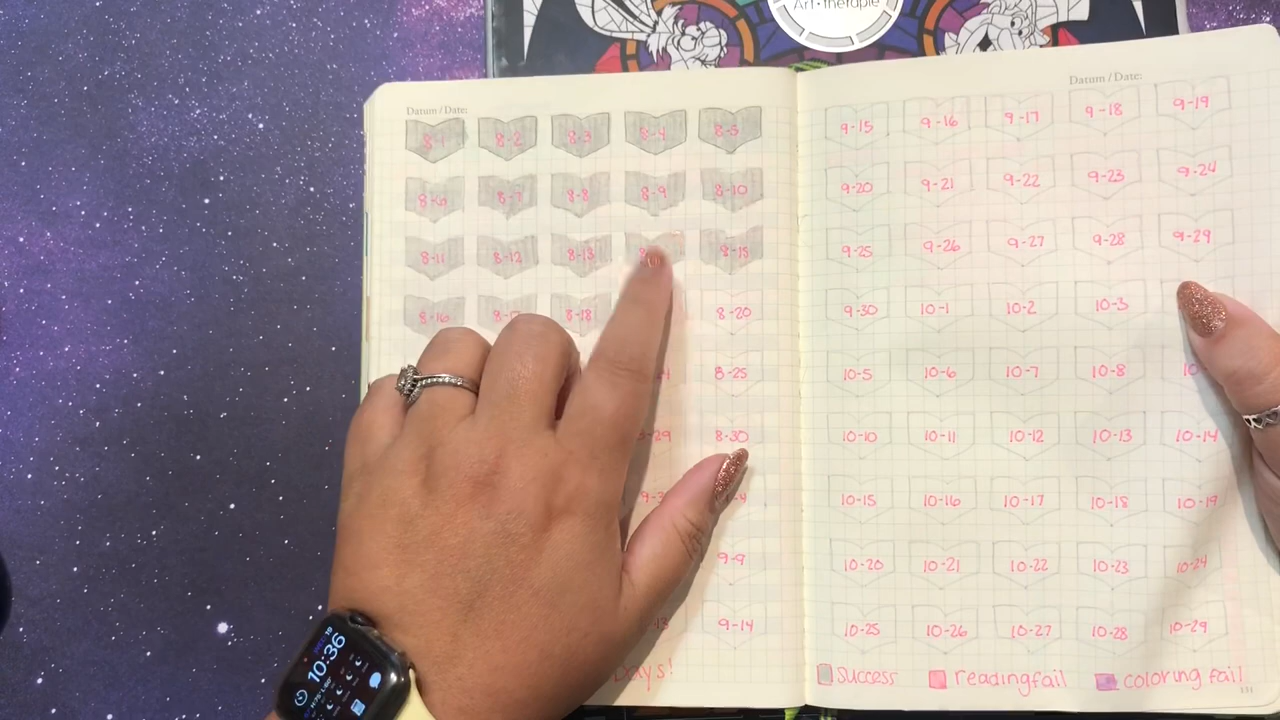 Art·thérapie
Datum / Date:
8-1 8-2 8-3 8-4 8-5
8-6 8-7 8-8 8-9 8-10
8-11 8-12 8-13 8-15
8-16 8-17 8-18 8-20
8-25
8-30
9-9
9-14
Days!
Datum / Date:
9-15 9-16 9-17 9-18 9-19
9-20 9-21 9-22 9-23 9-24
9-25 9-26 9-27 9-28 9-29
9-30 10-1 10-2 10-3
10-5 10-6 10-7 10-8
10-10 10-11 10-12 10-13 10-14
10-15 10-16 10-17 10-18 10-19
10-20 10-21 10-22 10-23 10-24
10-25 10-26 10-27 10-28 10-29
Success reading fail coloring fail
131
10:36